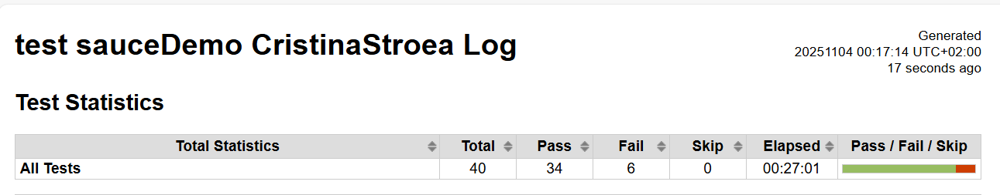 test sauceDemo CristinaStroea Log
Generated
20251104 00:17:14 UTC+02:00
17 seconds ago
Test Statistics
Total Statistics Total Pass Fail Skip Elapsed Pass / Fail / Skip
All Tests 40 34 6 0 00:27:01